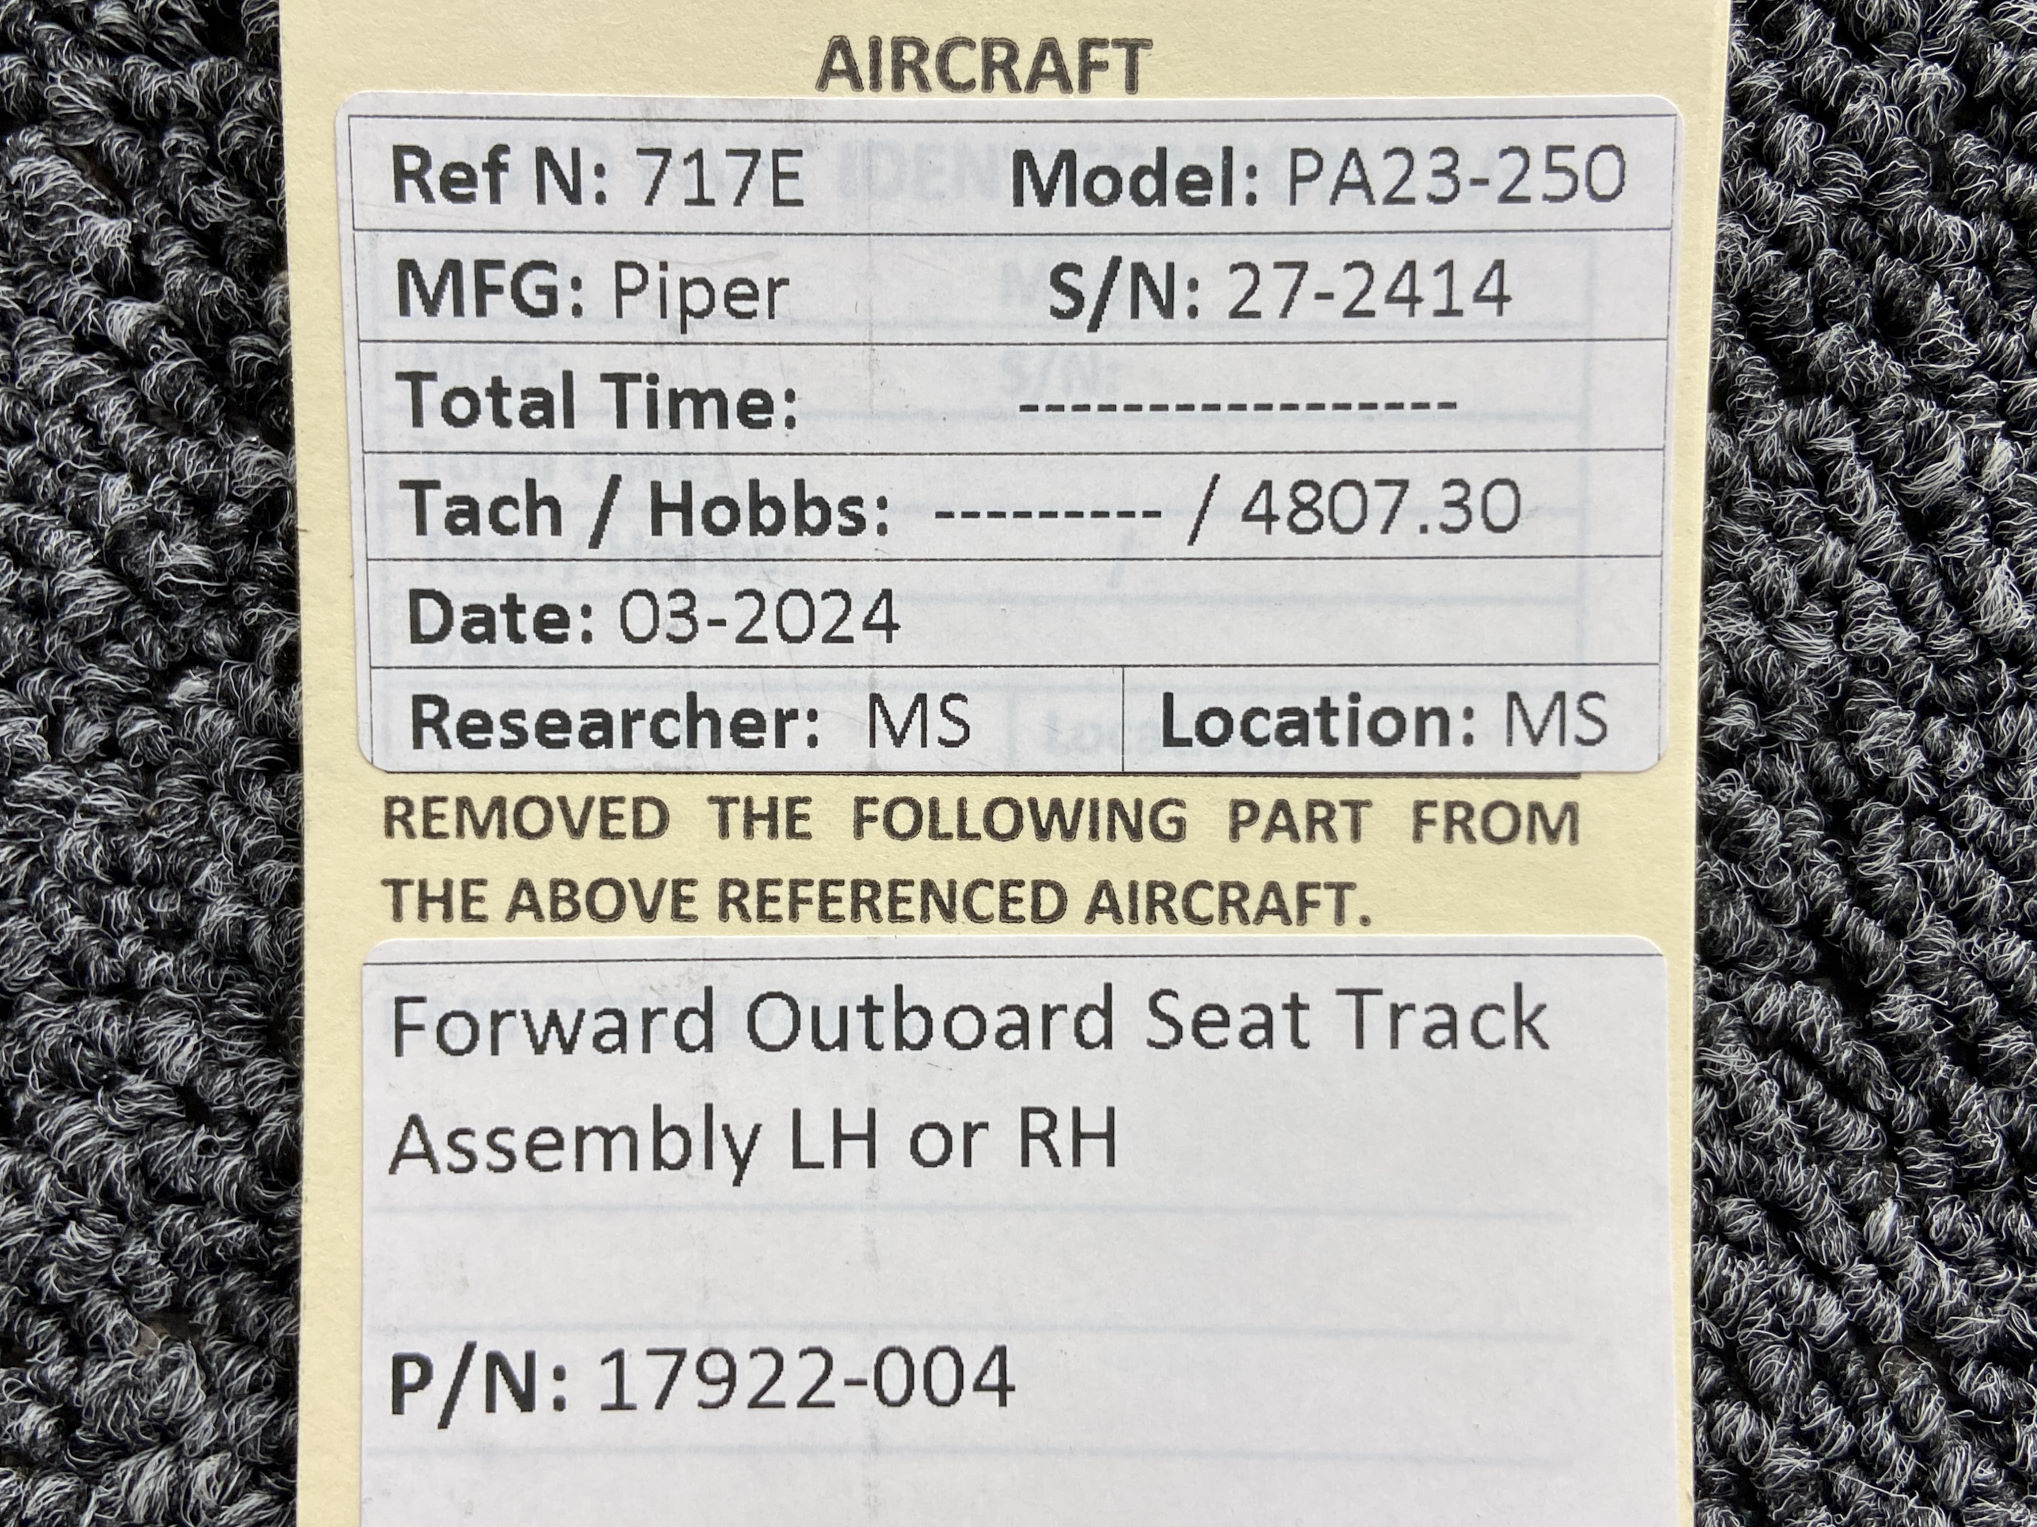 AIRCRAFT
Ref N: 717E Model: PA23-250
MFG: Piper S/N: 27-2414
Total Time: -----------------
Tach / Hobbs: --------- / 4807.30
Date: 03-2024
Researcher: MS Location: MS
REMOVED THE FOLLOWING PART FROM
THE ABOVE REFERENCED AIRCRAFT.
Forward Outboard Seat Track
Assembly LH or RH
P/N: 17922-004